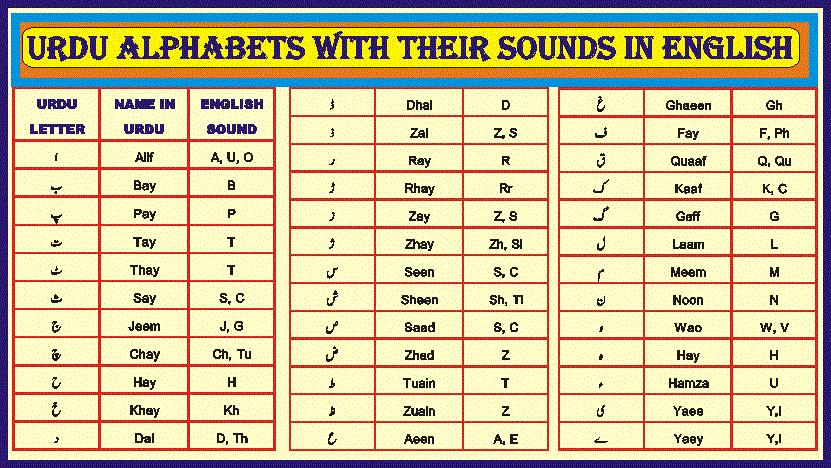 URDU ALPHABETS WITH THEIR SOUNDS IN ENGLISH
URDU NAME IN ENGLISH
LETTER URDU SOUND
ا Alif A, U, O
ب Bay B
پ Pay P
ت Tay T
ٹ Thay T
ث Say S, C
ج Jeem J, G
چ Chay Ch, Tu
ح Hay H
خ Khay Kh
د Dal D, Th
ڈ Dhal D
ذ Zal Z, S
ر Ray R
ڑ Rhay Rr
ز Zay Z, S
ژ Zhay Zh, SI
س Seen S, C
ش Sheen Sh, TI
ص Saad S, C
ض Zhad Z
ط Tuain T
ظ Zuain Z
ع Aeen A, E
غ Ghaeen Gh
ف Fay F, Ph
ق Quaaf Q, Qu
ک Kaaf K, C
گ Gaff G
ل Laam L
م Meem M
ن Noon N
و Wao W, V
ہ Hay H
ء Hamza U
ی Yaee Y,I
ے Yaey Y,I